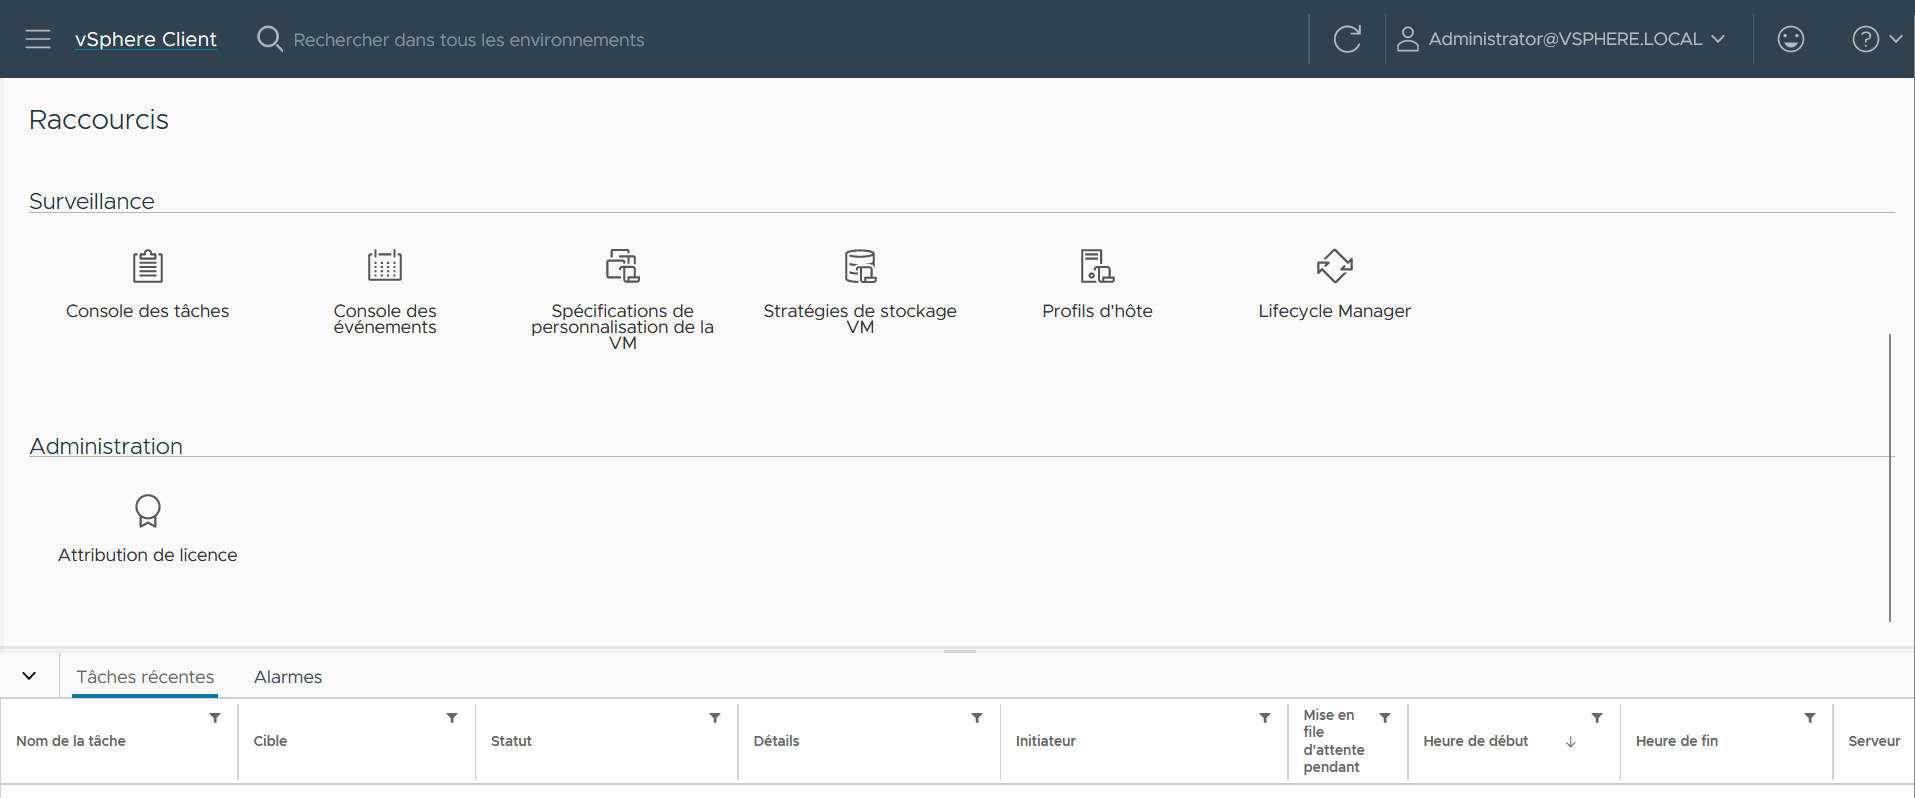 vSphere Client
Rechercher dans tous les environnements
Administrator@VSPHERE.LOCAL
Raccourcis
Surveillance
Console des tâches
Console des
événements
Spécifications de
personnalisation de la
VM
Stratégies de stockage
VM
Profils d'hôte
Lifecycle Manager
Administration
Attribution de licence
Tâches récentes
Alarmes
Nom de la tâche
Cible
Statut
Détails
Initiateur
Mise en
file
d'attente
pendant
Heure de début
Heure de fin
Serveur